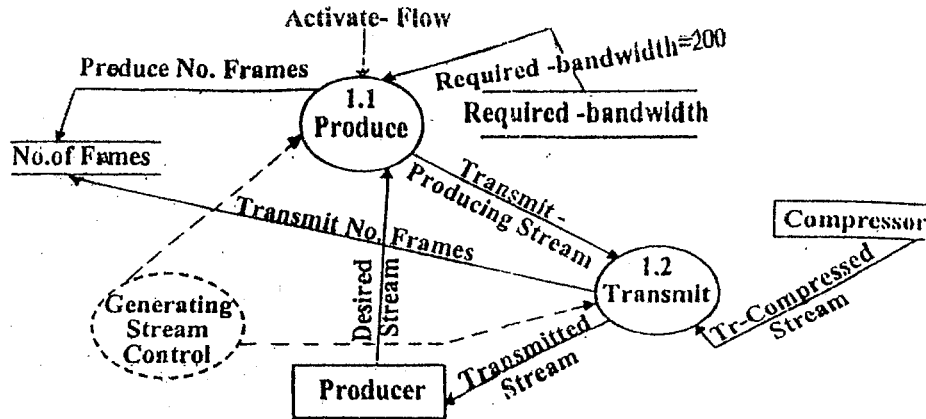 Activate- Flow
Produce No. Frames
Required -bandwidth=200
1.1
Produce
Required -bandwidth
No.of Frames
Transmit -
Producing Stream
Transmit No. Frames
Compressor
1.2
Transmit
Generating
Stream
Control
Desired
Stream
Tr-Compressed
Stream
Transmitted
Stream
Producer